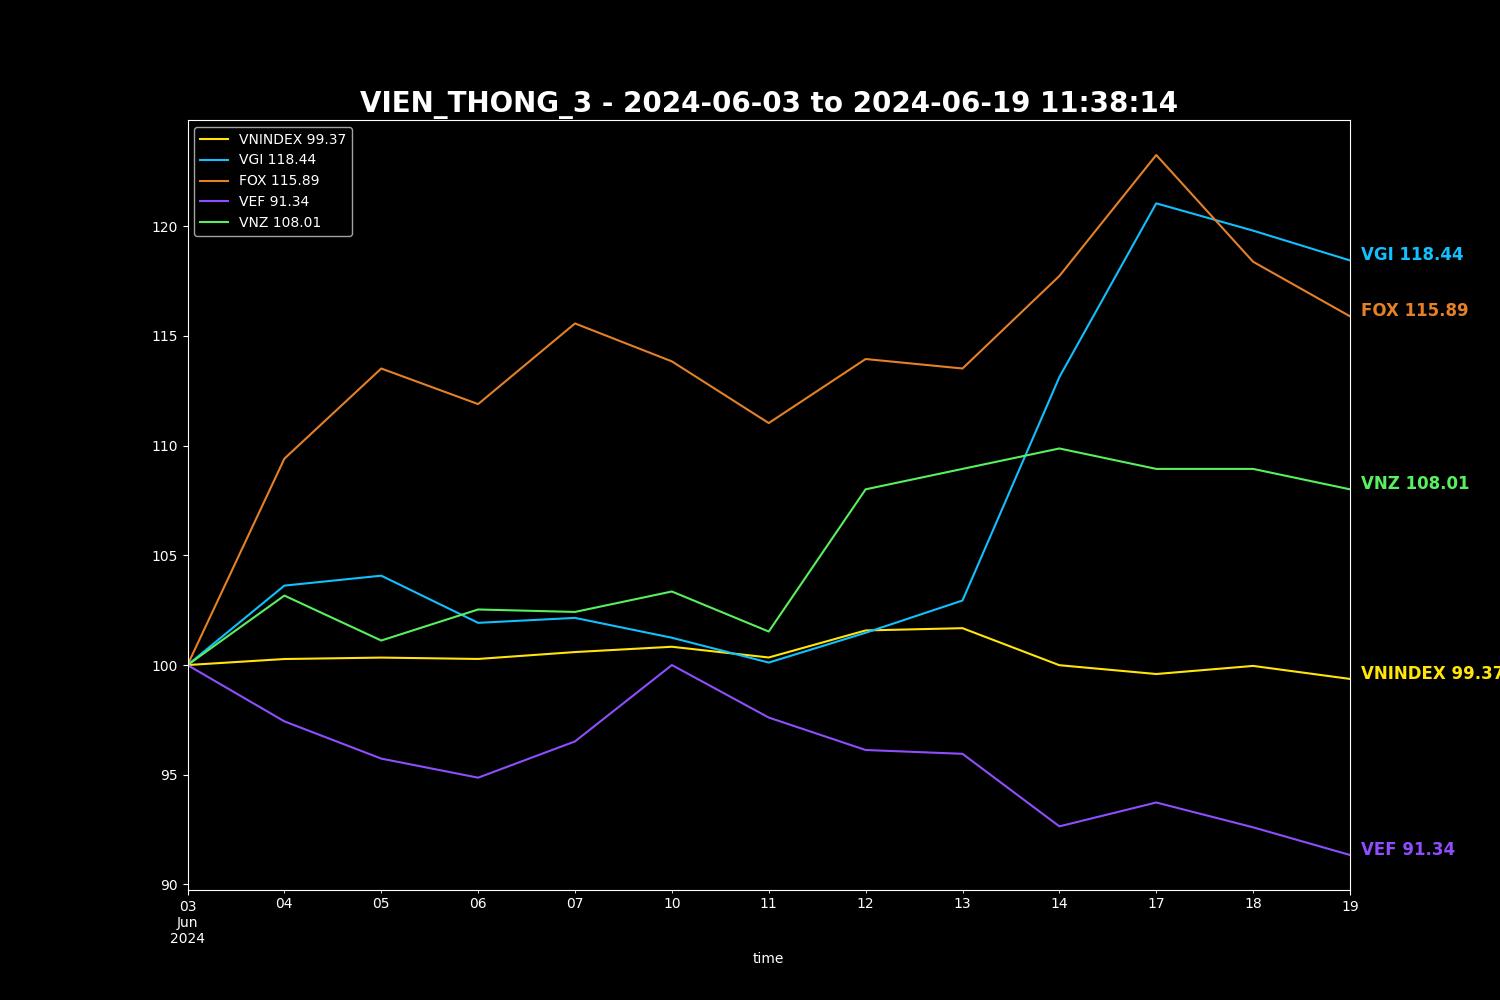 VIEN_THONG_3 - 2024-06-03 to 2024-06-19 11:38:14
VNINDEX 99.37
VGI 118.44
FOX 115.89
VEF 91.34
VNZ 108.01
120
115
110
105
100
95
90
VGI 118.44
FOX 115.89
VNZ 108.01
VNINDEX 99.37
VEF 91.34
03 04 05 06 07 10 11 12 13 14 17 18 19
Jun
2024
time